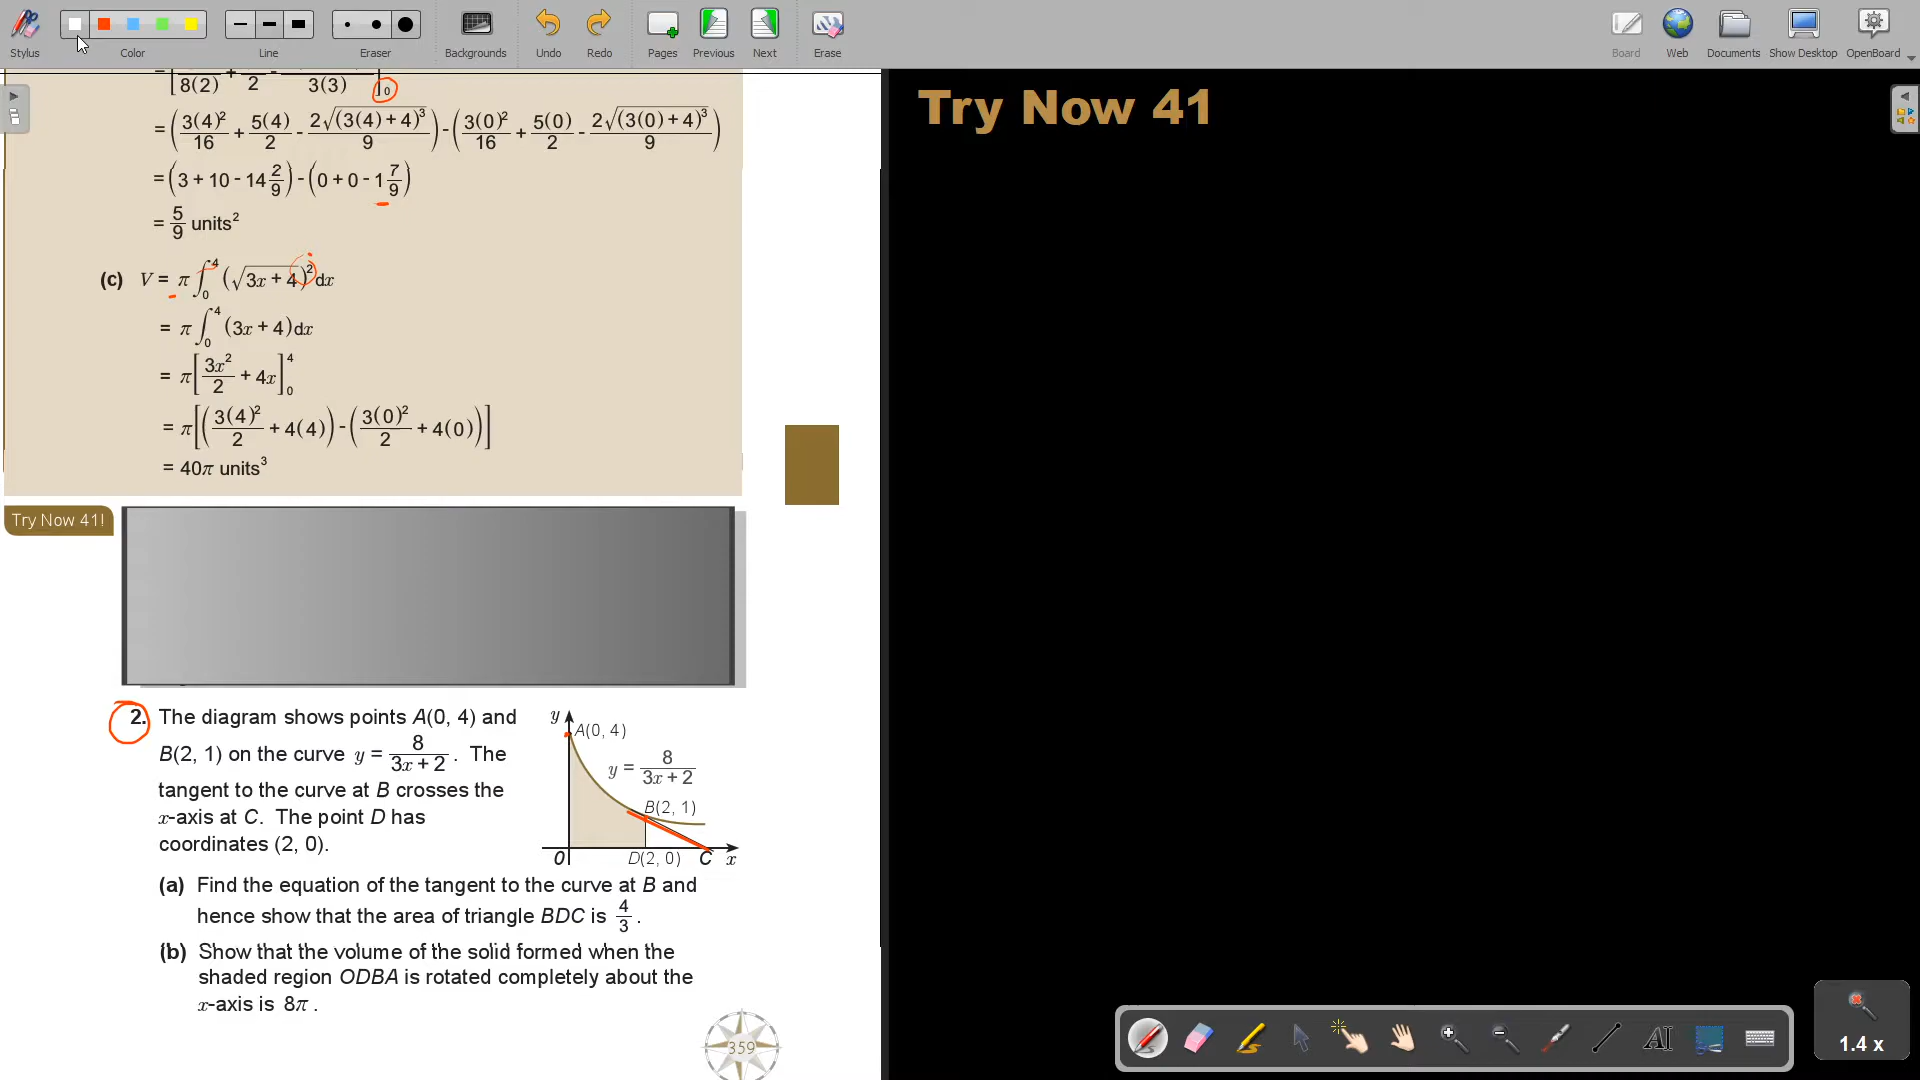 Stylus
Color
Line
Eraser
Backgrounds
Undo
Redo
Pages
Previous
Next
Erase
Board
Web
Documents
Show Desktop
OpenBoard
8(2) + 2 - 3(3) ]0
= (3(4)²/16 + 5(4)/2 - 2√(3(4)+4)³/9) - (3(0)²/16 + 5(0)/2 - 2√(3(0)+4)³/9)
= (3 + 10 - 14 2/9) - (0 + 0 - 1 7/9)
= 5/9 units²
(c) V = π∫₀⁴ (√3x + 4)² dx
= π∫₀⁴ (3x + 4)dx
= π[3x²/2 + 4x]₀⁴
= π[(3(4)²/2 + 4(4)) - (3(0)²/2 + 4(0))]
= 40π units³
Try Now 41!
2. The diagram shows points A(0, 4) and
B(2, 1) on the curve y = 8/(3x + 2). The
tangent to the curve at B crosses the
x-axis at C. The point D has
coordinates (2, 0).
y
A(0, 4)
y = 8/(3x + 2)
B(2, 1)
O
D(2, 0)
C
x
(a) Find the equation of the tangent to the curve at B and
hence show that the area of triangle BDC is 4/3.
(b) Show that the volume of the solid formed when the
shaded region ODBA is rotated completely about the
x-axis is 8π.
359
Try Now 41
1.4 x